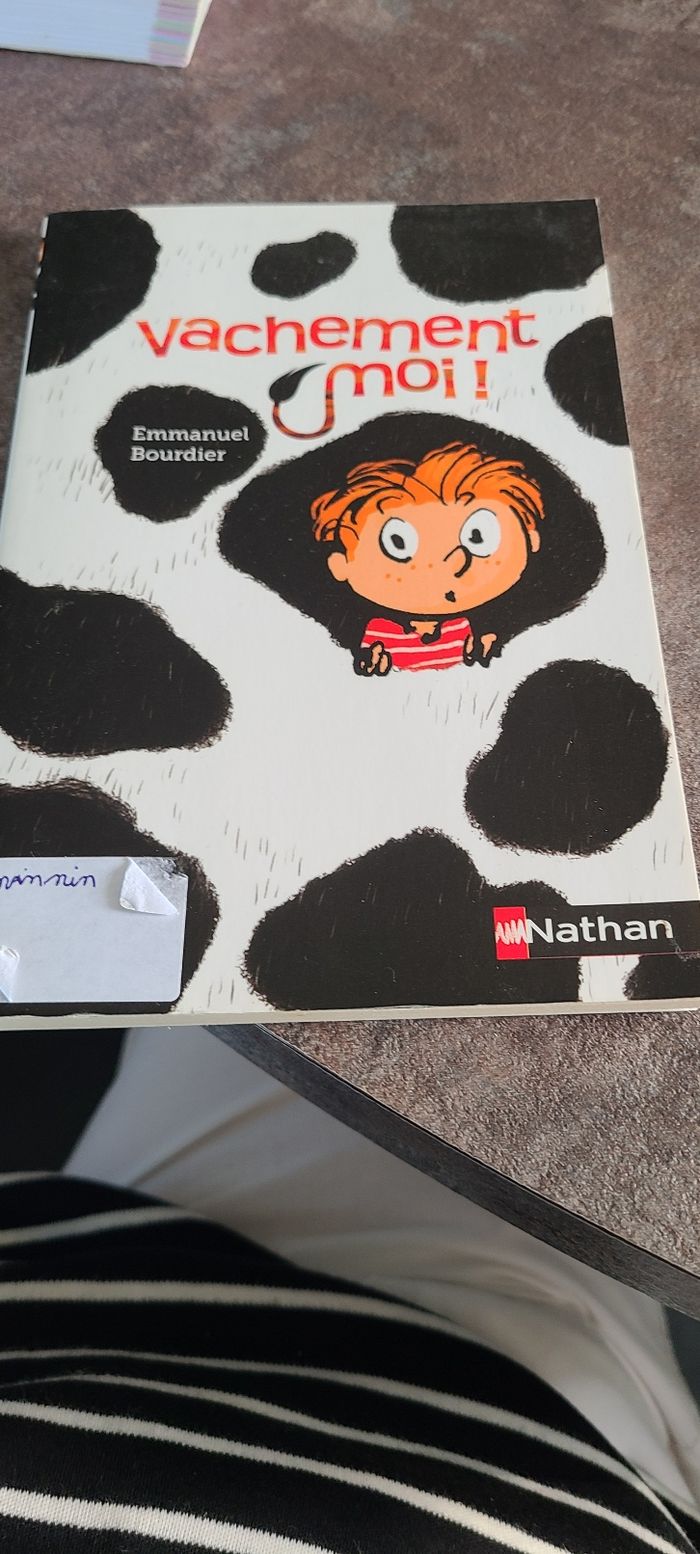 vachement
moi !
Emmanuel
Bourdier
Nathan